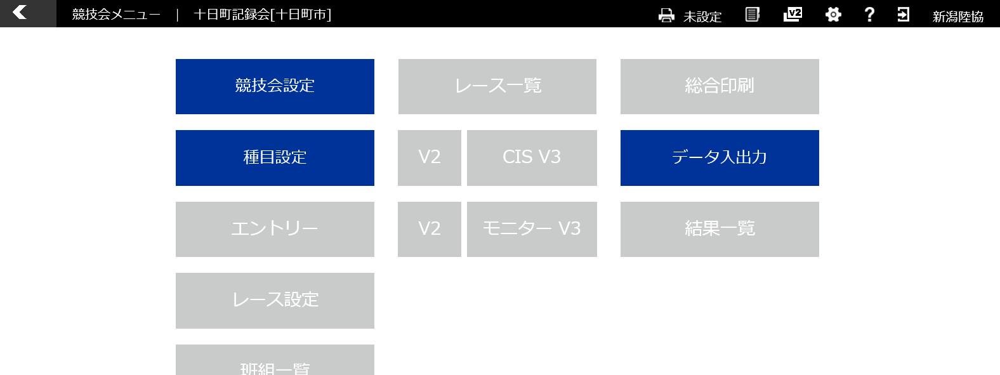 競技会メニュー ｜ 十日町記録会[十日町市] 未設定 V2 ? 新潟陸協
競技会設定 レース一覧 総合印刷
種目設定 V2 CIS V3 データ入出力
エントリー V2 モニター V3 結果一覧
レース設定
班組一覧